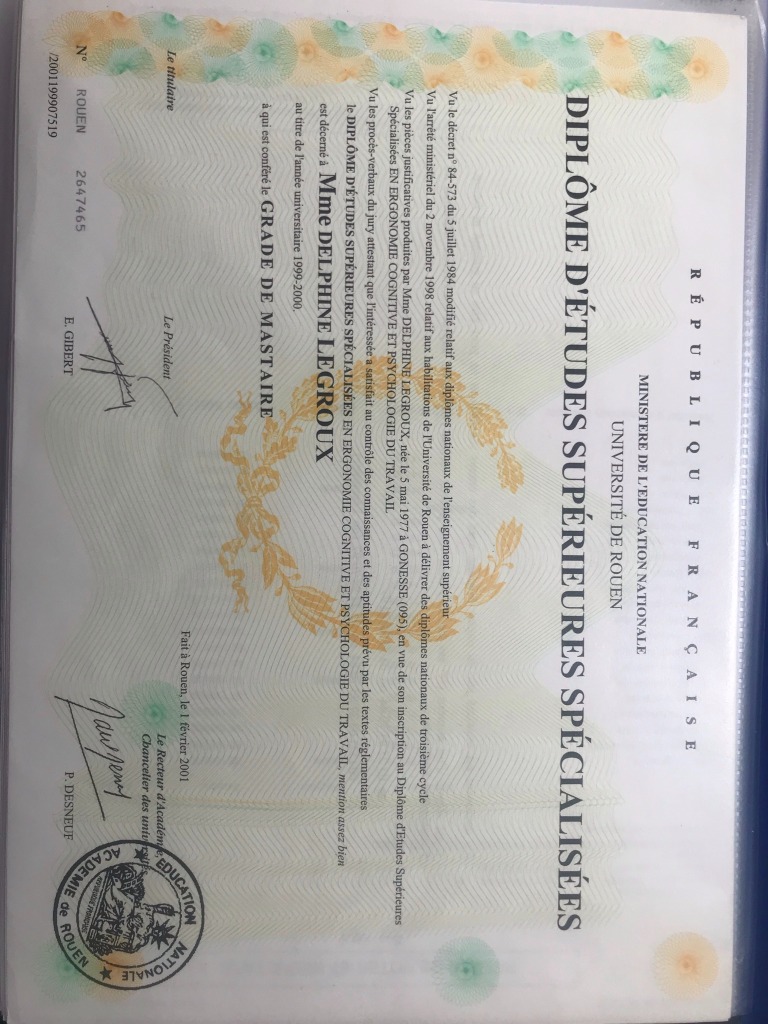 RÉPUBLIQUE FRANÇAISE
MINISTERE DE L'EDUCATION NATIONALE
UNIVERSITÉ DE ROUEN
DIPLÔME D'ÉTUDES SUPÉRIEURES SPÉCIALISÉES
Vu le décret n° 84-573 du 5 juillet 1984 modifié relatif aux diplômes nationaux de l'enseignement supérieur
Vu l'arrêté ministériel du 2 novembre 1998 relatif aux habilitations de l'Université de Rouen à délivrer des diplômes nationaux de troisième cycle
Vu les pièces justificatives produites par Mme DELPHINE LEGROUX, née le 5 mai 1977 à GONESSE (095), en vue de son inscription au Diplôme d'Etudes Supérieures
Spécialisées EN ERGONOMIE COGNITIVE ET PSYCHOLOGIE DU TRAVAIL
Vu les procès-verbaux du jury attestant que l'intéressée a satisfait au contrôle des connaissances et des aptitudes prévu par les textes réglementaires
le DIPLÔME D'ÉTUDES SUPÉRIEURES SPÉCIALISÉES EN ERGONOMIE COGNITIVE ET PSYCHOLOGIE DU TRAVAIL, mention assez bien
est décerné à Mme DELPHINE LEGROUX
au titre de l'année universitaire 1999-2000
à qui est conféré le GRADE DE MASTAIRE
Fait à Rouen, le 1 février 2001
Le titulaire
Le Président
Le Recteur d'Académie,
Chancelier des universités
N° ROUEN 2647465
E. GIBERT
P. DESNEUF
/2001199907519
EDUCATION NATIONALE
ACADEMIE de ROUEN